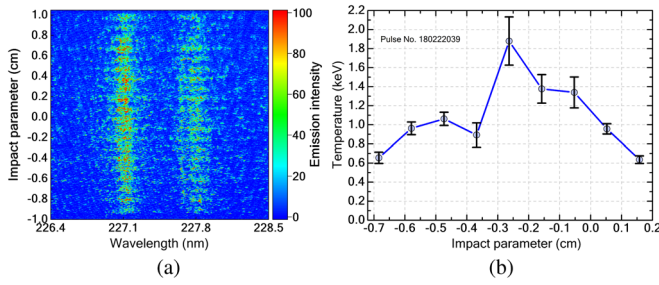 1.0
0.8
0.6
0.4
0.2
0.0
-0.2
-0.4
-0.6
-0.8
-1.0
Impact parameter (cm)
226.4 227.1 227.8 228.5
Wavelength (nm)
100
80
60
40
20
0
Emission intensity
(a)
2.2
2.0
1.8
1.6
1.4
1.2
1.0
0.8
0.6
0.4
0.2
0.0
Temperature (keV)
Pulse No. 180222039
-0.7 -0.6 -0.5 -0.4 -0.3 -0.2 -0.1 0.0 0.1 0.2
Impact parameter (cm)
(b)